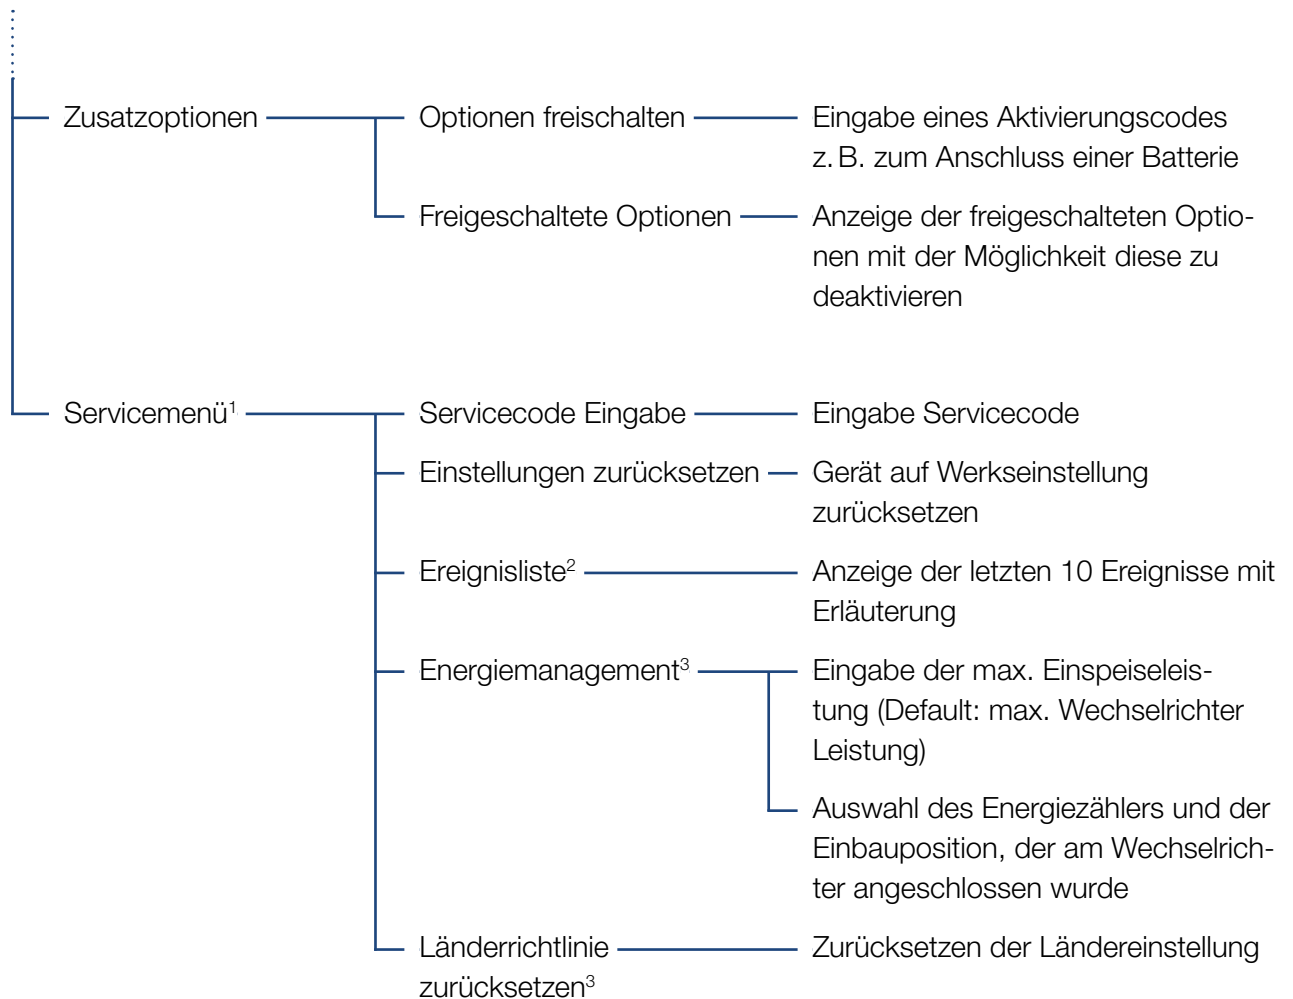 Zusatzoptionen
Optionen freischalten
Eingabe eines Aktivierungscodes
z. B. zum Anschluss einer Batterie
Freigeschaltete Optionen
Anzeige der freigeschalteten Optio-
nen mit der Möglichkeit diese zu
deaktivieren
Servicemenü¹
Servicecode Eingabe
Eingabe Servicecode
Einstellungen zurücksetzen
Gerät auf Werkseinstellung
zurücksetzen
Ereignisliste²
Anzeige der letzten 10 Ereignisse mit
Erläuterung
Energiemanagement³
Eingabe der max. Einspeiseleis-
tung (Default: max. Wechselrichter
Leistung)
Auswahl des Energiezählers und der
Einbauposition, der am Wechselrich-
ter angeschlossen wurde
Länderrichtlinie
zurücksetzen³
Zurücksetzen der Ländereinstellung